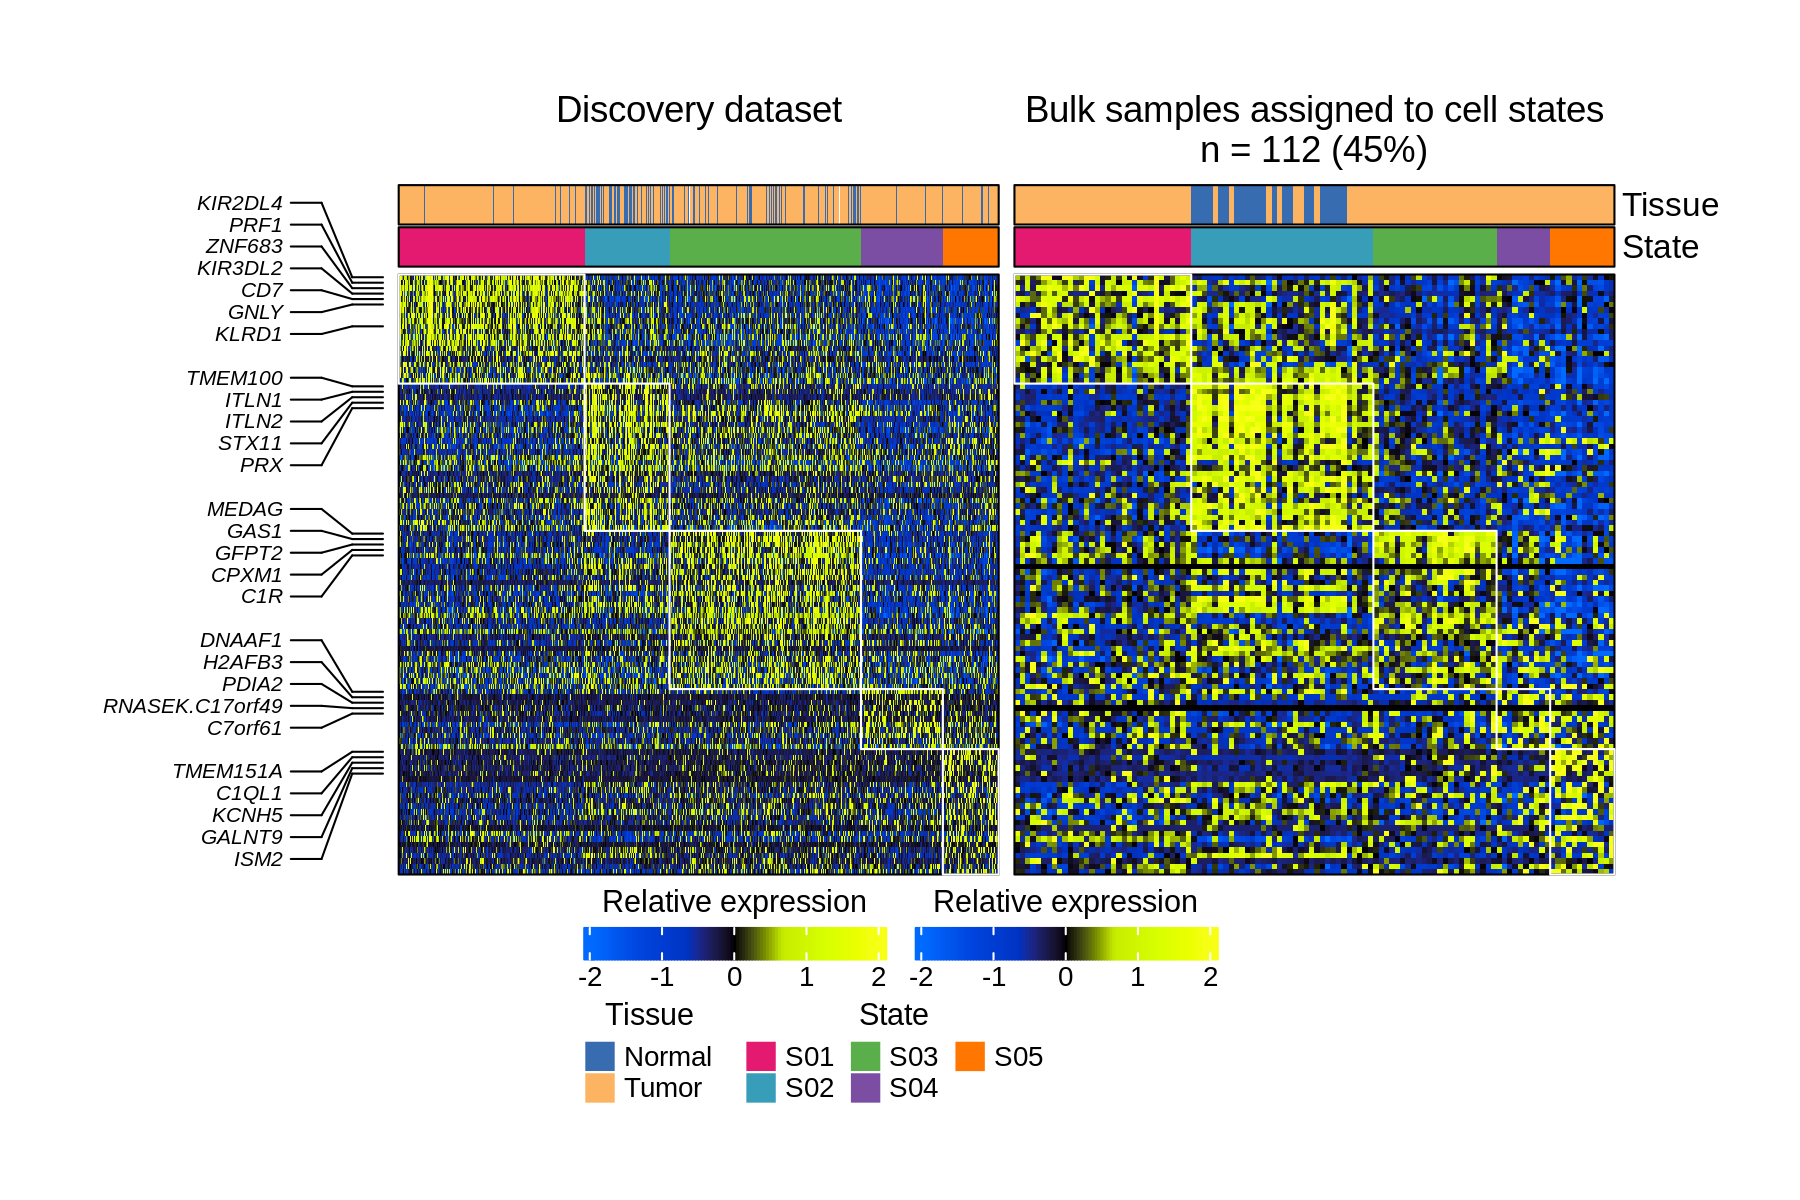 Discovery dataset
Bulk samples assigned to cell states
n = 112 (45%)
Tissue
State
KIR2DL4
PRF1
ZNF683
KIR3DL2
CD7
GNLY
KLRD1
TMEM100
ITLN1
ITLN2
STX11
PRX
MEDAG
GAS1
GFPT2
CPXM1
C1R
DNAAF1
H2AFB3
PDIA2
RNASEK.C17orf49
C7orf61
TMEM151A
C1QL1
KCNH5
GALNT9
ISM2
Relative expression
-2 -1 0 1 2
Relative expression
-2 -1 0 1 2
Tissue
Normal
Tumor
State
S01 S03 S05
S02 S04